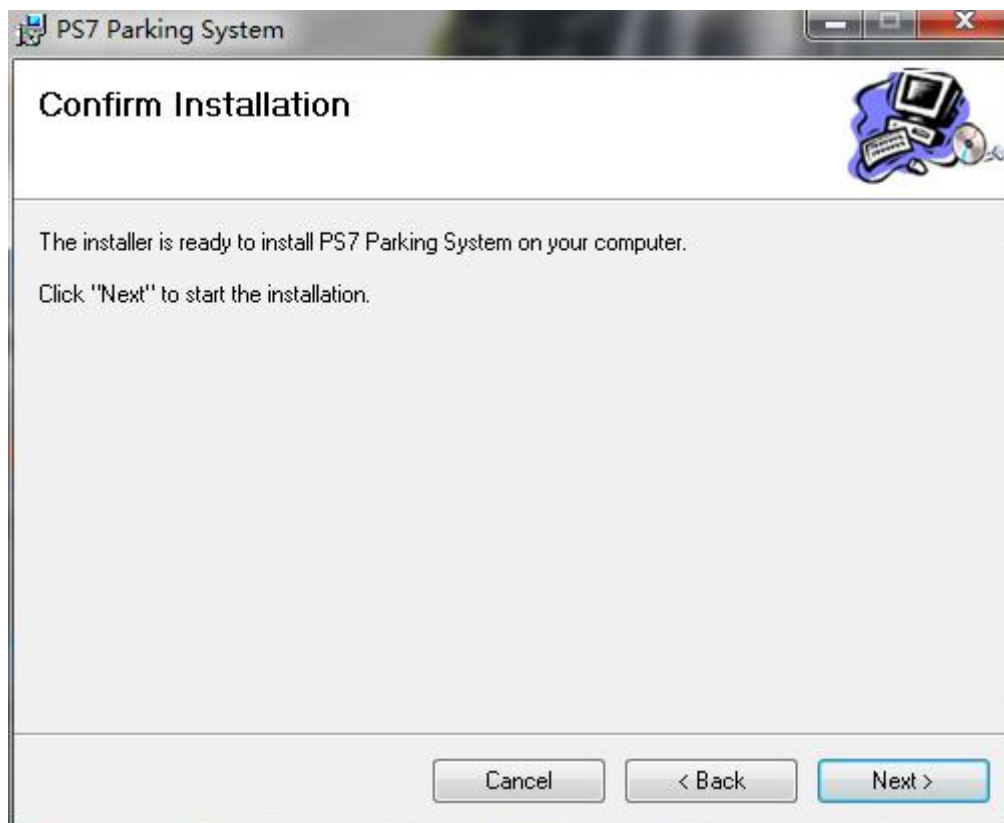 PS7 Parking System
Confirm Installation
The installer is ready to install PS7 Parking System on your computer.
Click "Next" to start the installation.
Cancel
< Back
Next >